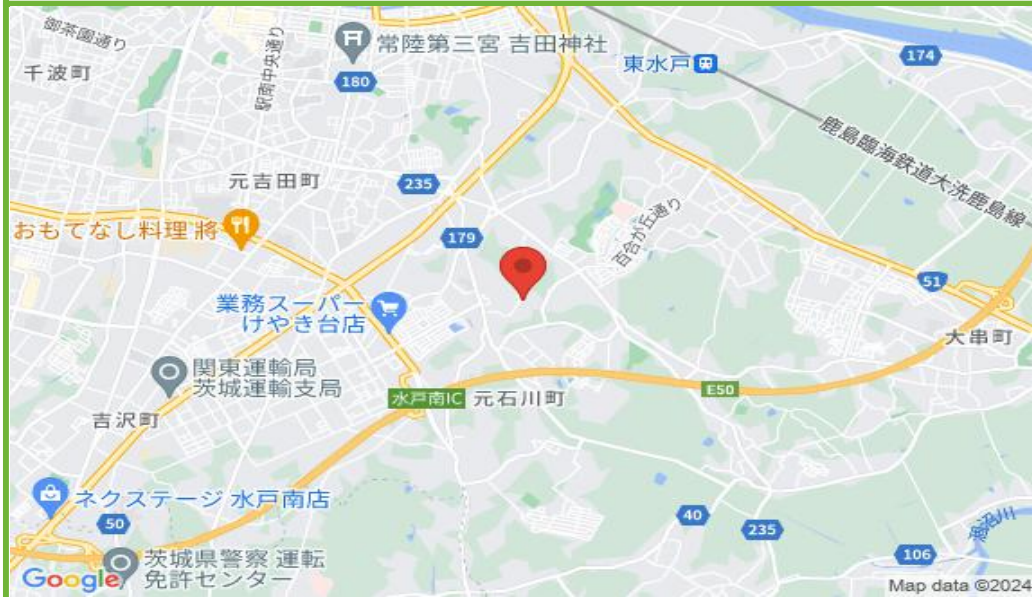 御茶園通り
常陸第三宮 吉田神社
東水戸
174
千波町
180
駅南中央通り
鹿島臨海鉄道大洗鹿島線
元吉田町
235
百合が丘通り
おもてなし料理 將
179
51
業務スーパー
けやき台店
大串町
関東運輸局
茨城運輸支局
E50
水戸南IC
元石川町
吉沢町
ネクステージ 水戸南店
50
40
235
涸沼川
106
茨城県警察 運転
免許センター
Google
Map data ©2024